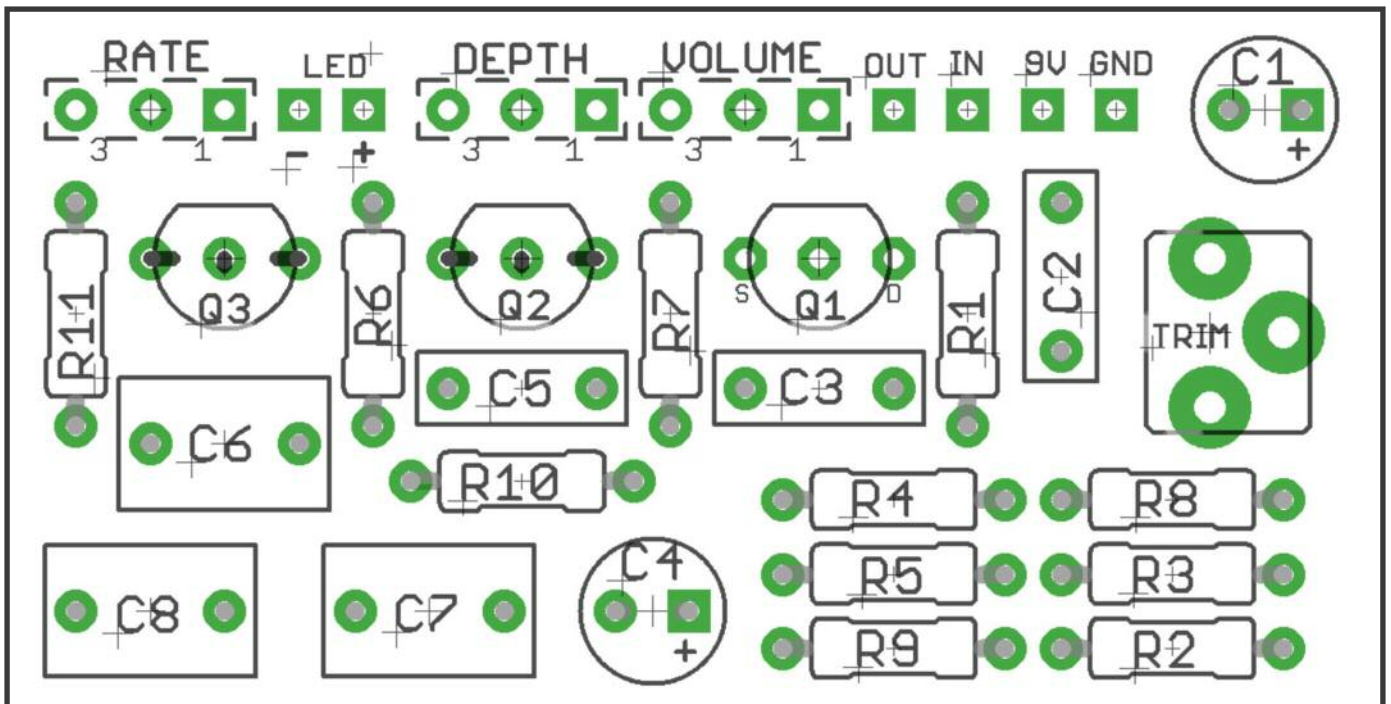 RATE LED DEPTH VOLUME OUT IN 9V GND C1
3 1 - + 3 1 3 1 +
R11 Q3 R6 Q2 R7 S Q1 D R1 C2 TRIM
C6 C5 C3
R10 R4 R8
C8 C7 C4 + R5 R3
R9 R2